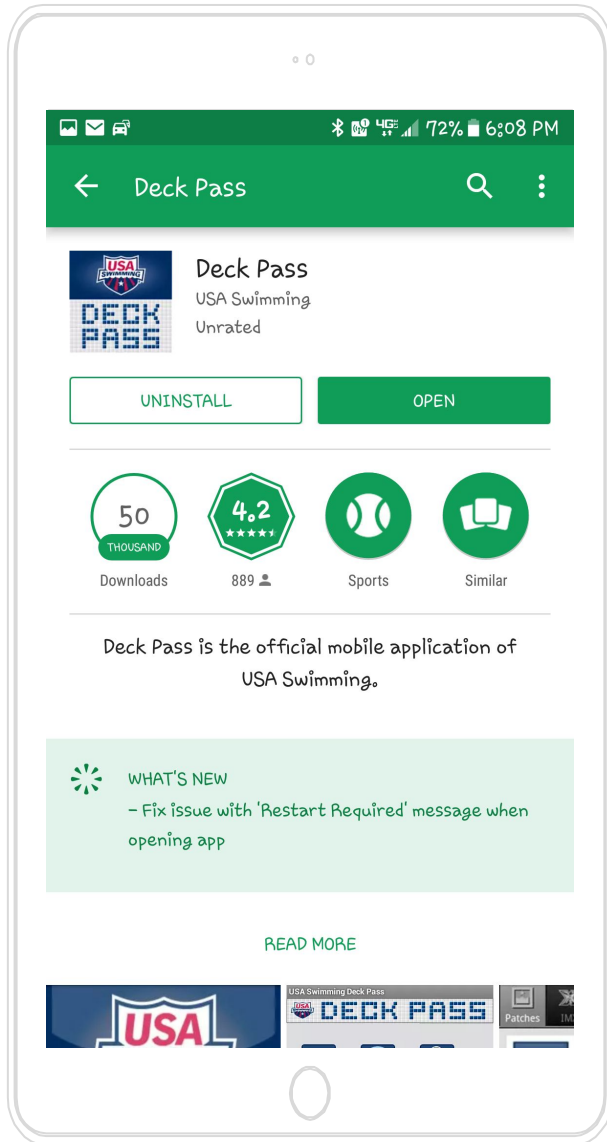 4G 72% 6:08 PM
Deck Pass
USA
SWIMMING
DECK
PASS
Deck Pass
USA Swimming
Unrated
UNINSTALL OPEN
50
THOUSAND
4.2
Downloads 889 Sports Similar
Deck Pass is the official mobile application of
USA Swimming.
WHAT'S NEW
- Fix issue with 'Restart Required' message when
opening app
READ MORE
USA
USA Swimming Deck Pass
DECK PASS
Patches IM